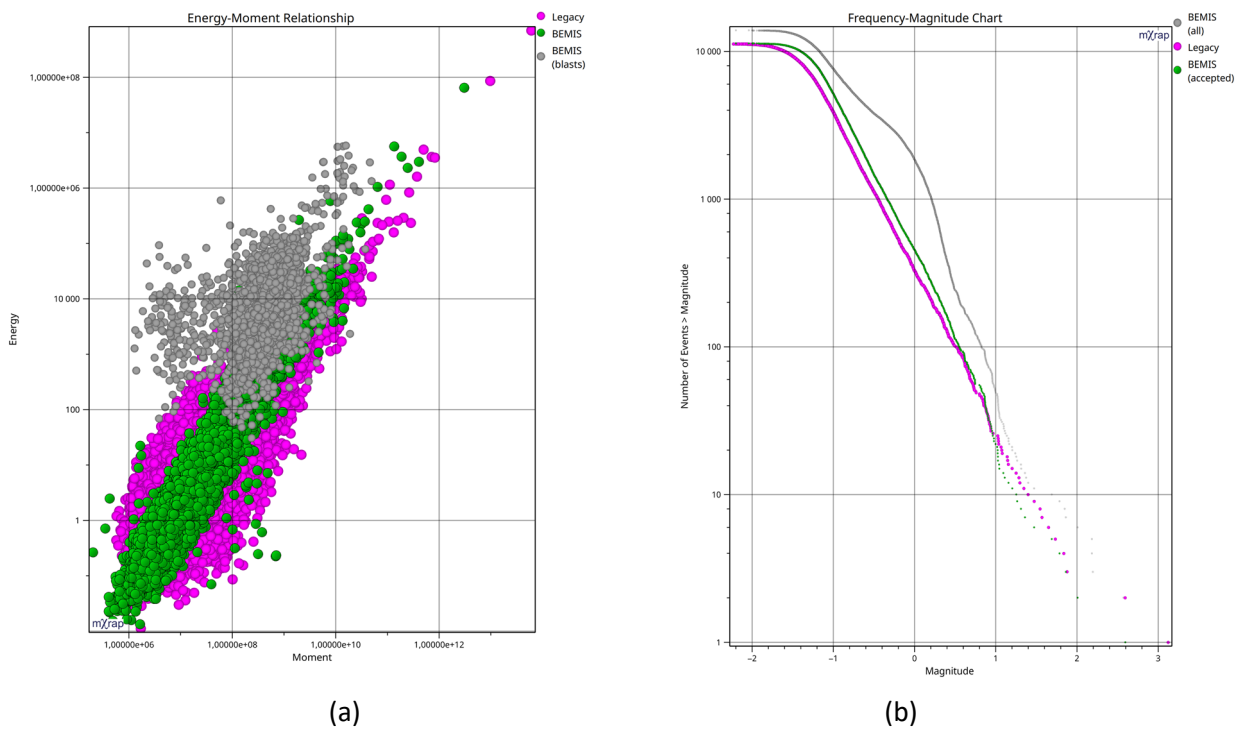 Energy-Moment Relationship
Legacy
BEMIS
BEMIS
(blasts)
1,00000e+08
1,00000e+06
10 000
100
1
Energy
mχrap
1,00000e+06
1,00000e+08
1,00000e+10
1,00000e+12
Moment
(a)
Frequency-Magnitude Chart
mχrap
BEMIS
(all)
Legacy
BEMIS
(accepted)
10 000
1 000
100
10
1
Number of Events > Magnitude
−2
−1
0
1
2
3
Magnitude
(b)